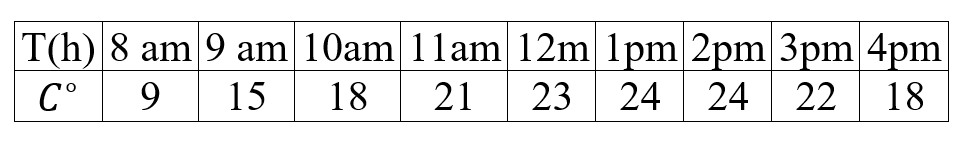 T(h) 8 am 9 am 10am 11am 12m 1pm 2pm 3pm 4pm
C° 9 15 18 21 23 24 24 22 18